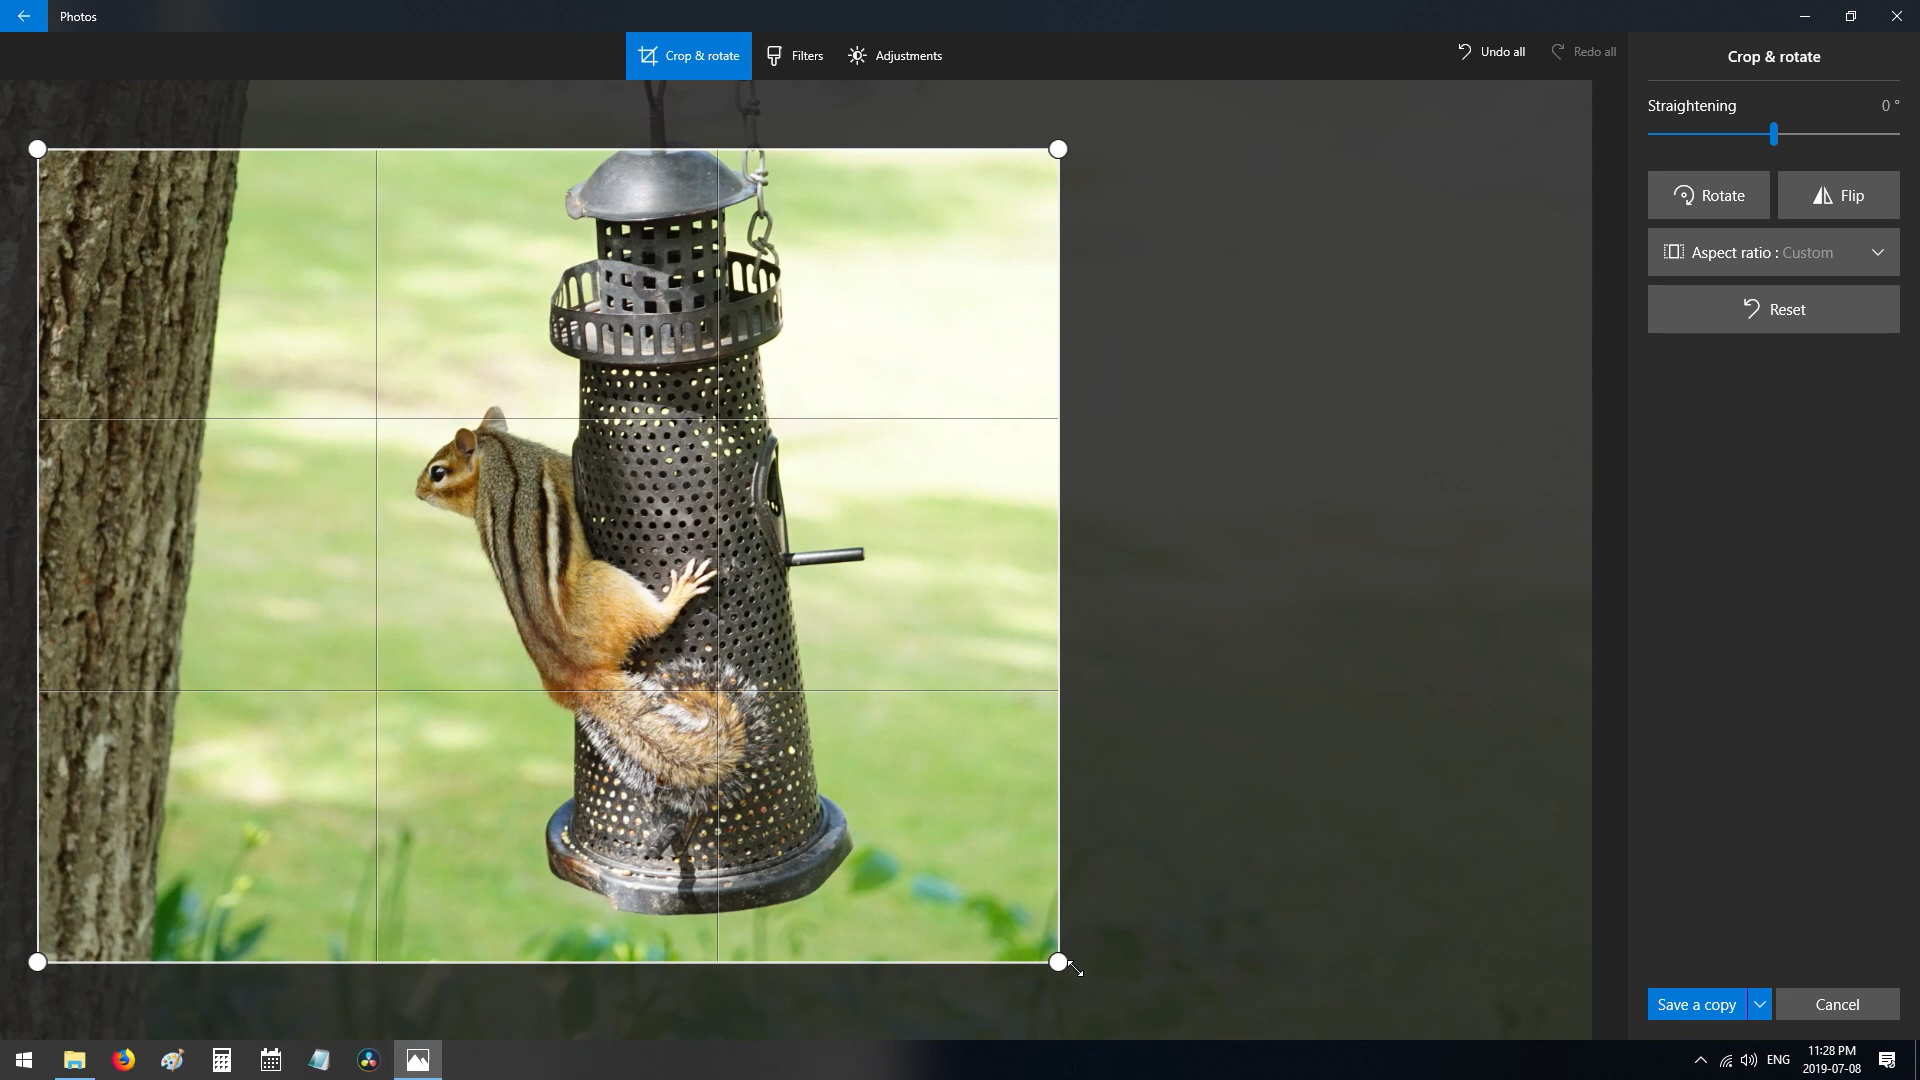 Photos
Crop & rotate
Filters
Adjustments
Undo all
Redo all
Crop & rotate
Straightening 0 °
Rotate
Flip
Aspect ratio : Custom
Reset
Save a copy
Cancel
ENG
11:28 PM
2019-07-08